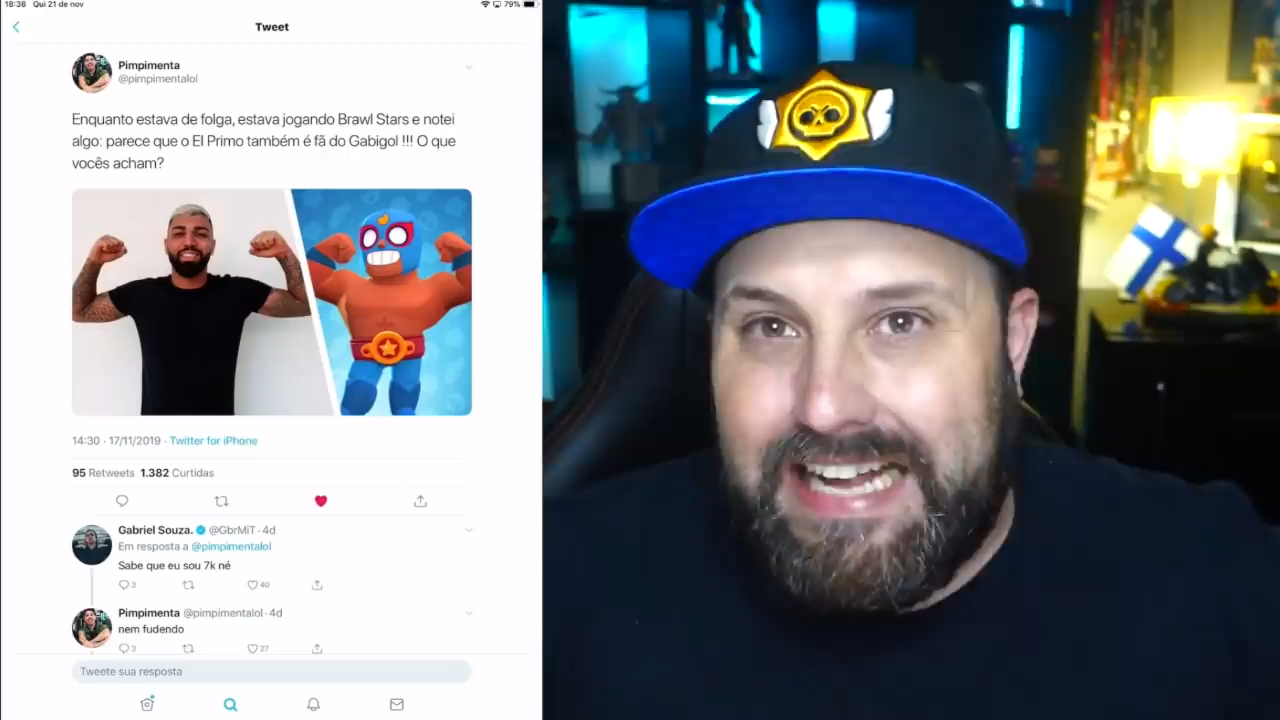 18:38 Qui 21 de nov 79%
Tweet
Pimpimenta
@pimpimentalol
Enquanto estava de folga, estava jogando Brawl Stars e notei
algo: parece que o El Primo também é fã do Gabigol !!! O que
vocês acham?
14:30 · 17/11/2019 · Twitter for iPhone
95 Retweets 1.382 Curtidas
Gabriel Souza. @GbrMiT · 4d
Em resposta a @pimpimentalol
Sabe que eu sou 7k né
3 40
Pimpimenta @pimpimentalol · 4d
nem fudendo
3 27
Tweete sua resposta